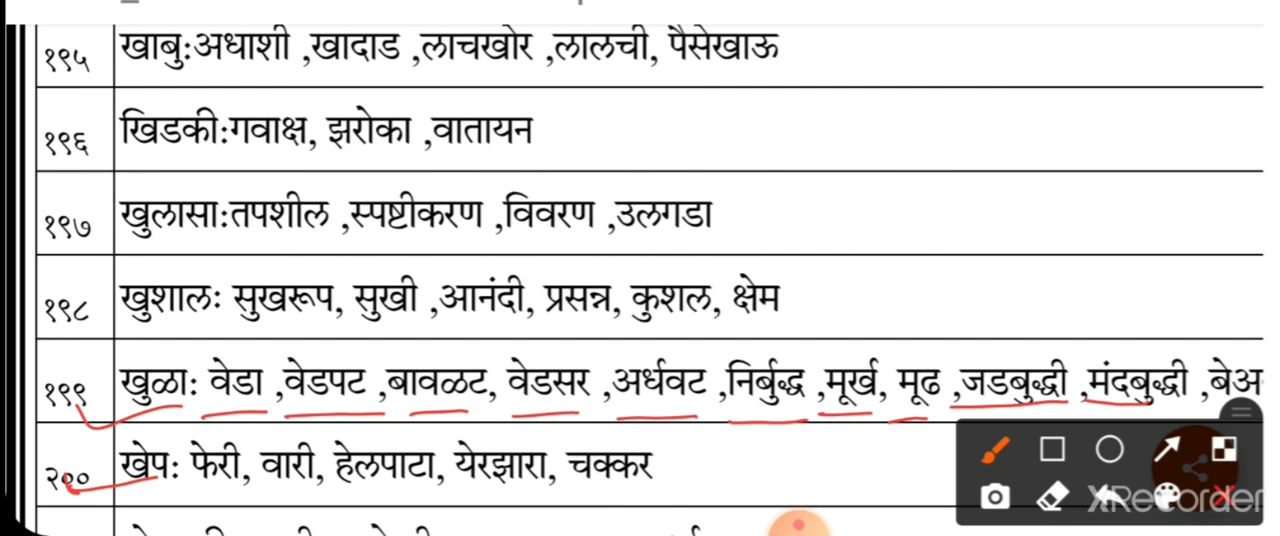 १९५ खाबुःअधाशी ,खादाड ,लाचखोर ,लालची, पैसेखाऊ
१९६ खिडकीःगवाक्ष, झरोका ,वातायन
१९७ खुलासाःतपशील ,स्पष्टीकरण ,विवरण ,उलगडा
१९८ खुशालः सुखरूप, सुखी ,आनंदी, प्रसन्न, कुशल, क्षेम
१९९ खुळाः वेडा ,वेडपट ,बावळट, वेडसर ,अर्धवट ,निर्बुद्ध ,मूर्ख, मूढ ,जडबुद्धी ,मंदबुद्धी ,बेअ
२०० खेपः फेरी, वारी, हेलपाटा, येरझारा, चक्कर
XRecorder